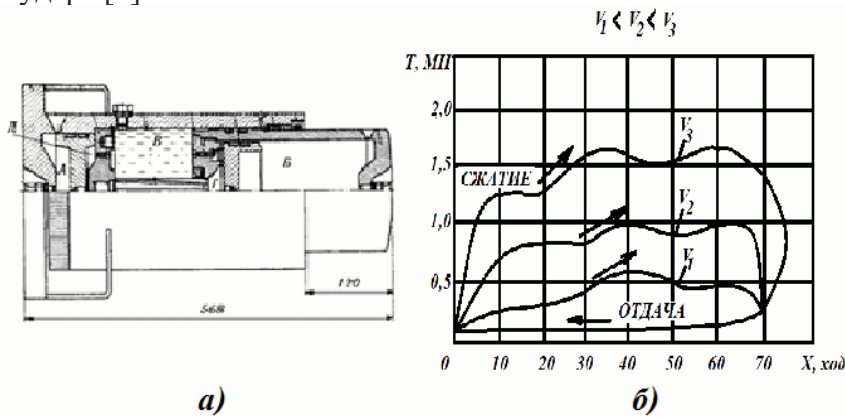 V1 < V2 < V3
T, МН
2,0
1,5
1,0
0,5
V3
V2
V1
СЖАТИЕ
ОТДАЧА
0 10 20 30 40 50 60 70 X, ход
Д
А
В
Б
Г
120
568
а)
б)